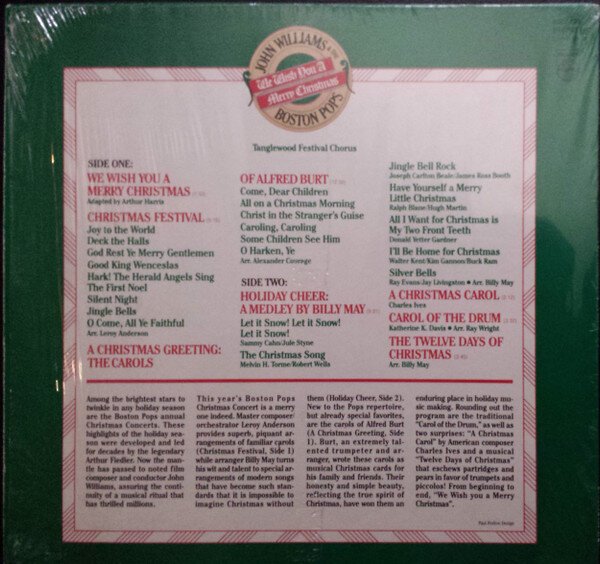 JOHN WILLIAMS & THE
We Wish You A
Merry Christmas
BOSTON POPS
Tanglewood Festival Chorus
SIDE ONE:
WE WISH YOU A
MERRY CHRISTMAS
Adapted by Arthur Harris
CHRISTMAS FESTIVAL
Joy to the World
Deck the Halls
God Rest Ye Merry Gentlemen
Good King Wenceslas
Hark! The Herald Angels Sing
The First Noel
Silent Night
Jingle Bells
O Come, All Ye Faithful
Arr. Leroy Anderson
A CHRISTMAS GREETING:
THE CAROLS
OF ALFRED BURT
Come, Dear Children
All on a Christmas Morning
Christ in the Stranger's Guise
Caroling, Caroling
Some Children See Him
O Harken, Ye
Arr. Alexander Courage
SIDE TWO:
HOLIDAY CHEER:
A MEDLEY BY BILLY MAY
Let it Snow! Let it Snow!
Let it Snow!
Sammy Cahn/Jule Styne
The Christmas Song
Melvin H. Torme/Robert Wells
Jingle Bell Rock
Joseph Carlton Beale/James Ross Booth
Have Yourself a Merry
Little Christmas
Ralph Blane/Hugh Martin
All I Want for Christmas is
My Two Front Teeth
Donald Yetter Gardner
I'll Be Home for Christmas
Walter Kent/Kim Gannon/Buck Ram
Silver Bells
Ray Evans/Jay Livingston • Arr. Billy May
A CHRISTMAS CAROL
Charles Ives
CAROL OF THE DRUM
Katherine K. Davis • Arr. Ray Wright
THE TWELVE DAYS OF
CHRISTMAS
Arr. Billy May
Among the brightest stars to
twinkle in any holiday season
are the Boston Pops annual
Christmas Concerts. These
highlights of the holiday sea-
son were developed and led
for decades by the legendary
Arthur Fiedler. Now the man-
tle has passed to noted film
composer and conductor John
Williams, assuring the conti-
nuity of a musical ritual that
has thrilled millions.
This year's Boston Pops
Christmas Concert is a merry
one indeed. Master composer/
orchestrator Leroy Anderson
provides superb, piquant ar-
rangements of familiar carols
(Christmas Festival, Side 1)
while arranger Billy May turns
his wit and talent to special ar-
rangements of modern songs
that have become such stan-
dards that it is impossible to
imagine Christmas without
them (Holiday Cheer, Side 2).
New to the Pops repertoire,
but already special favorites,
are the carols of Alfred Burt
(A Christmas Greeting, Side
1). Burt, an extremely tal-
ented trumpeter and ar-
ranger, wrote these carols as
musical Christmas cards for
his family and friends. Their
honesty and simple beauty,
reflecting the true spirit of
Christmas, have won them an
enduring place in holiday mu-
sic making. Rounding out the
program are the traditional
"Carol of the Drum," as well as
two surprises: "A Christmas
Carol" by American composer
Charles Ives and a musical
"Twelve Days of Christmas"
that eschews partridges and
pears in favor of trumpets and
piccolos! From beginning to
end, "We Wish you a Merry
Christmas".